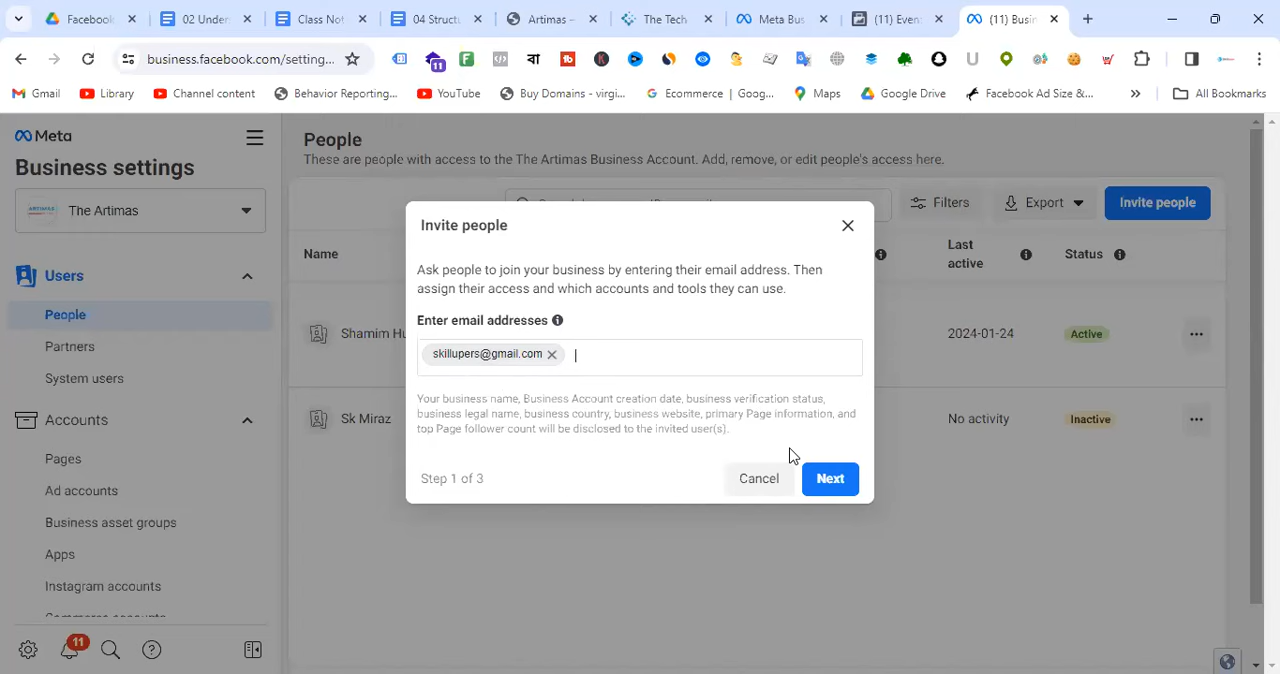 Facebook
02 Under
Class Not
04 Structu
Artimas –
The Tech
Meta Bus
(11) Even
(11) Busin
business.facebook.com/setting...
11
বা
Gmail
Library
Channel content
Behavior Reporting...
YouTube
Buy Domains - virgi...
Ecommerce | Goog...
Maps
Google Drive
Facebook Ad Size &...
»
All Bookmarks
Meta
Business settings
ARTIMAS
The Artimas
Users
People
Partners
System users
Accounts
Pages
Ad accounts
Business asset groups
Apps
Instagram accounts
11
People
These are people with access to the The Artimas Business Account. Add, remove, or edit people's access here.
Filters
Export
Invite people
Name
Last active
Status
Shamim Hu
2024-01-24
Active
Sk Miraz
No activity
Inactive
Invite people
Ask people to join your business by entering their email address. Then
assign their access and which accounts and tools they can use.
Enter email addresses
skillupers@gmail.com
Your business name, Business Account creation date, business verification status,
business legal name, business country, business website, primary Page information, and
top Page follower count will be disclosed to the invited user(s).
Step 1 of 3
Cancel
Next